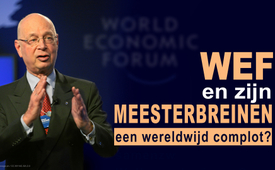 WORLD
ECONOMIC
FORUM
WEF
en zijn
MEESTERBREINEN
een wereldwijd complot?